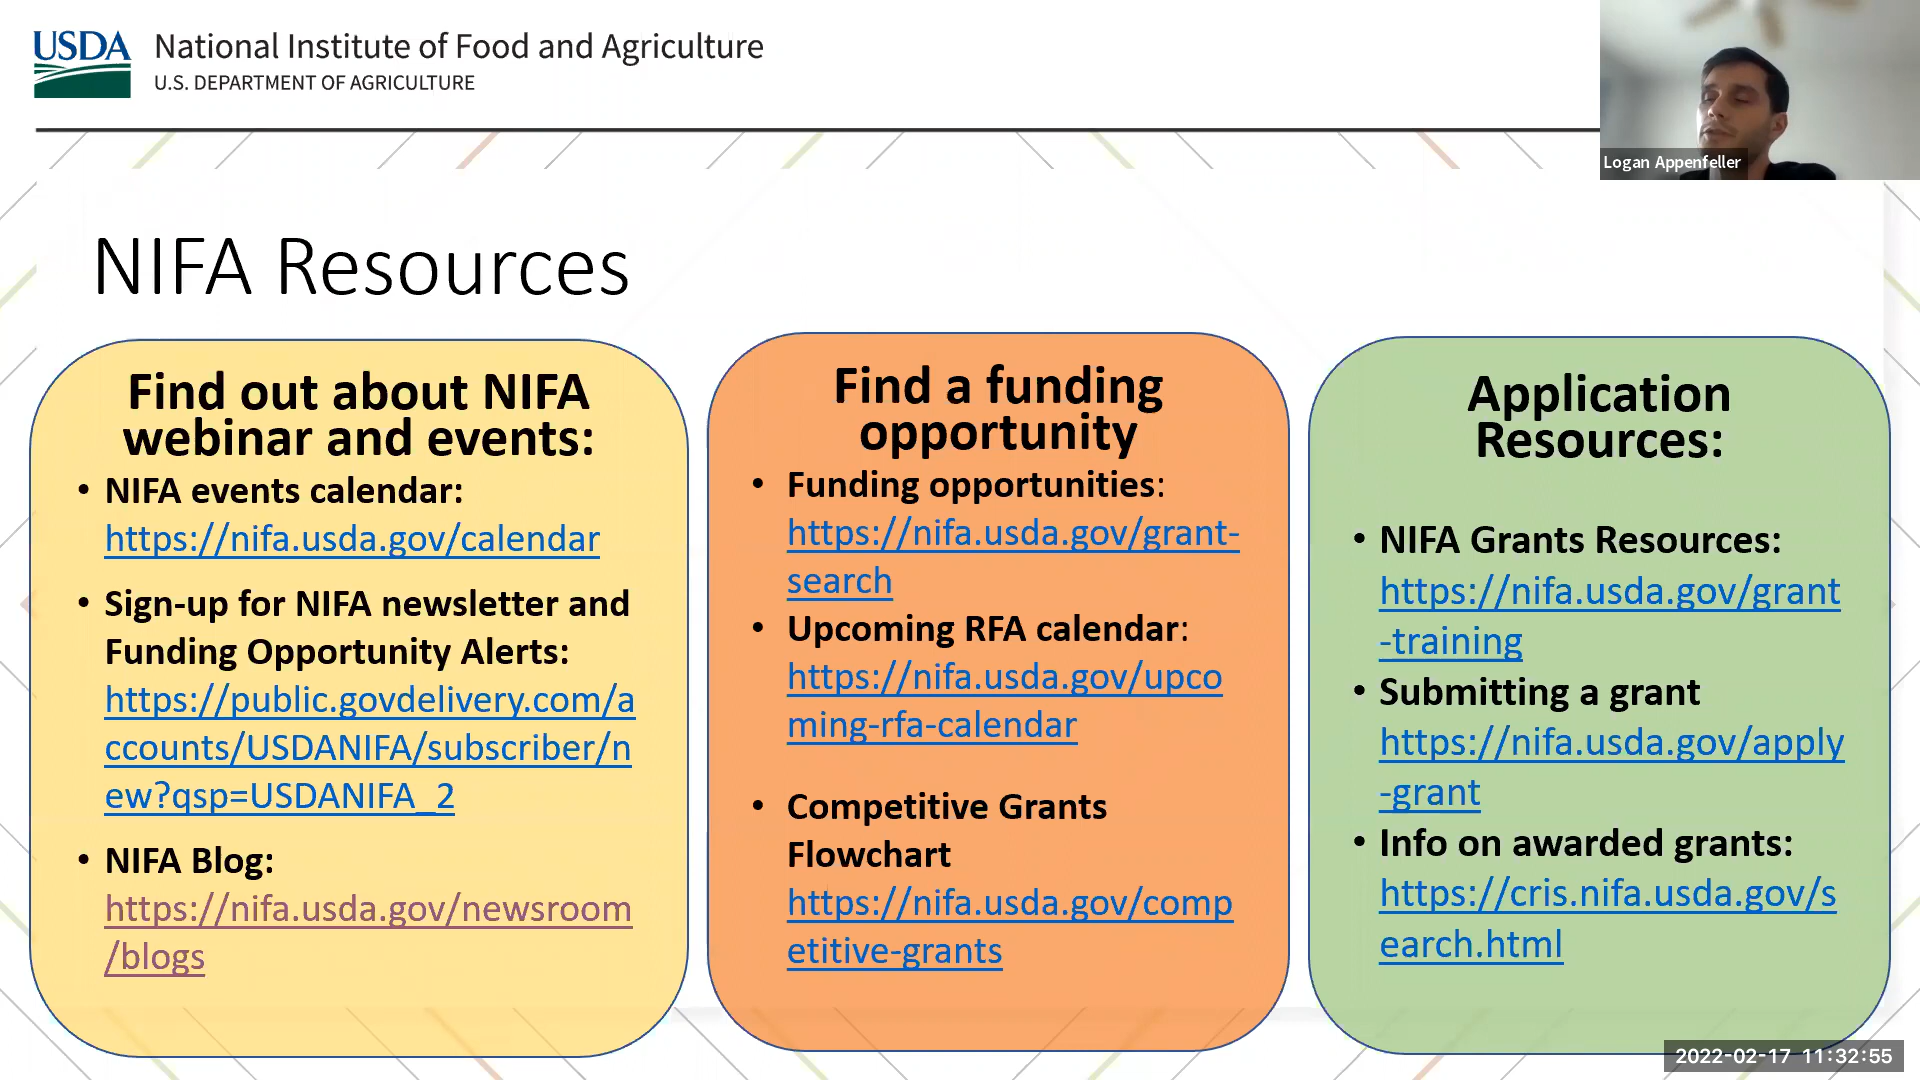 USDA
National Institute of Food and Agriculture
U.S. DEPARTMENT OF AGRICULTURE
Logan Appenfeller
NIFA Resources
Find out about NIFA
webinar and events:
• NIFA events calendar:
https://nifa.usda.gov/calendar
• Sign-up for NIFA newsletter and
Funding Opportunity Alerts:
https://public.govdelivery.com/a
ccounts/USDANIFA/subscriber/n
ew?qsp=USDANIFA_2
• NIFA Blog:
https://nifa.usda.gov/newsroom
/blogs
Find a funding
opportunity
• Funding opportunities:
https://nifa.usda.gov/grant-
search
• Upcoming RFA calendar:
https://nifa.usda.gov/upco
ming-rfa-calendar
• Competitive Grants
Flowchart
https://nifa.usda.gov/comp
etitive-grants
Application
Resources:
• NIFA Grants Resources:
https://nifa.usda.gov/grant
-training
• Submitting a grant
https://nifa.usda.gov/apply
-grant
• Info on awarded grants:
https://cris.nifa.usda.gov/s
earch.html
2022-02-17 11:32:55